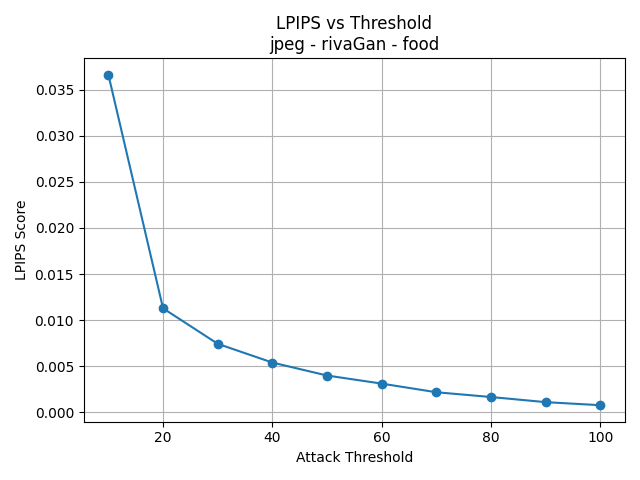 LPIPS vs Threshold
jpeg - rivaGan - food
0.035
0.030
0.025
0.020
0.015
0.010
0.005
0.000
LPIPS Score
20 40 60 80 100
Attack Threshold